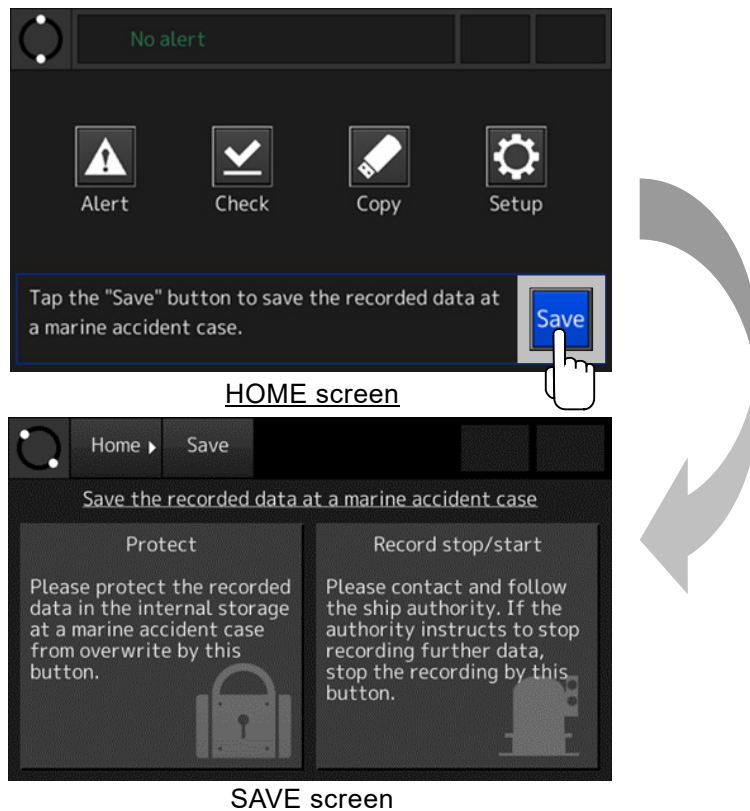 No alert
Alert Check Copy Setup
Tap the "Save" button to save the recorded data at
a marine accident case.
Save
HOME screen
Home Save
Save the recorded data at a marine accident case
Protect
Please protect the recorded
data in the internal storage
at a marine accident case
from overwrite by this
button.
Record stop/start
Please contact and follow
the ship authority. If the
authority instructs to stop
recording further data,
stop the recording by this
button.
SAVE screen